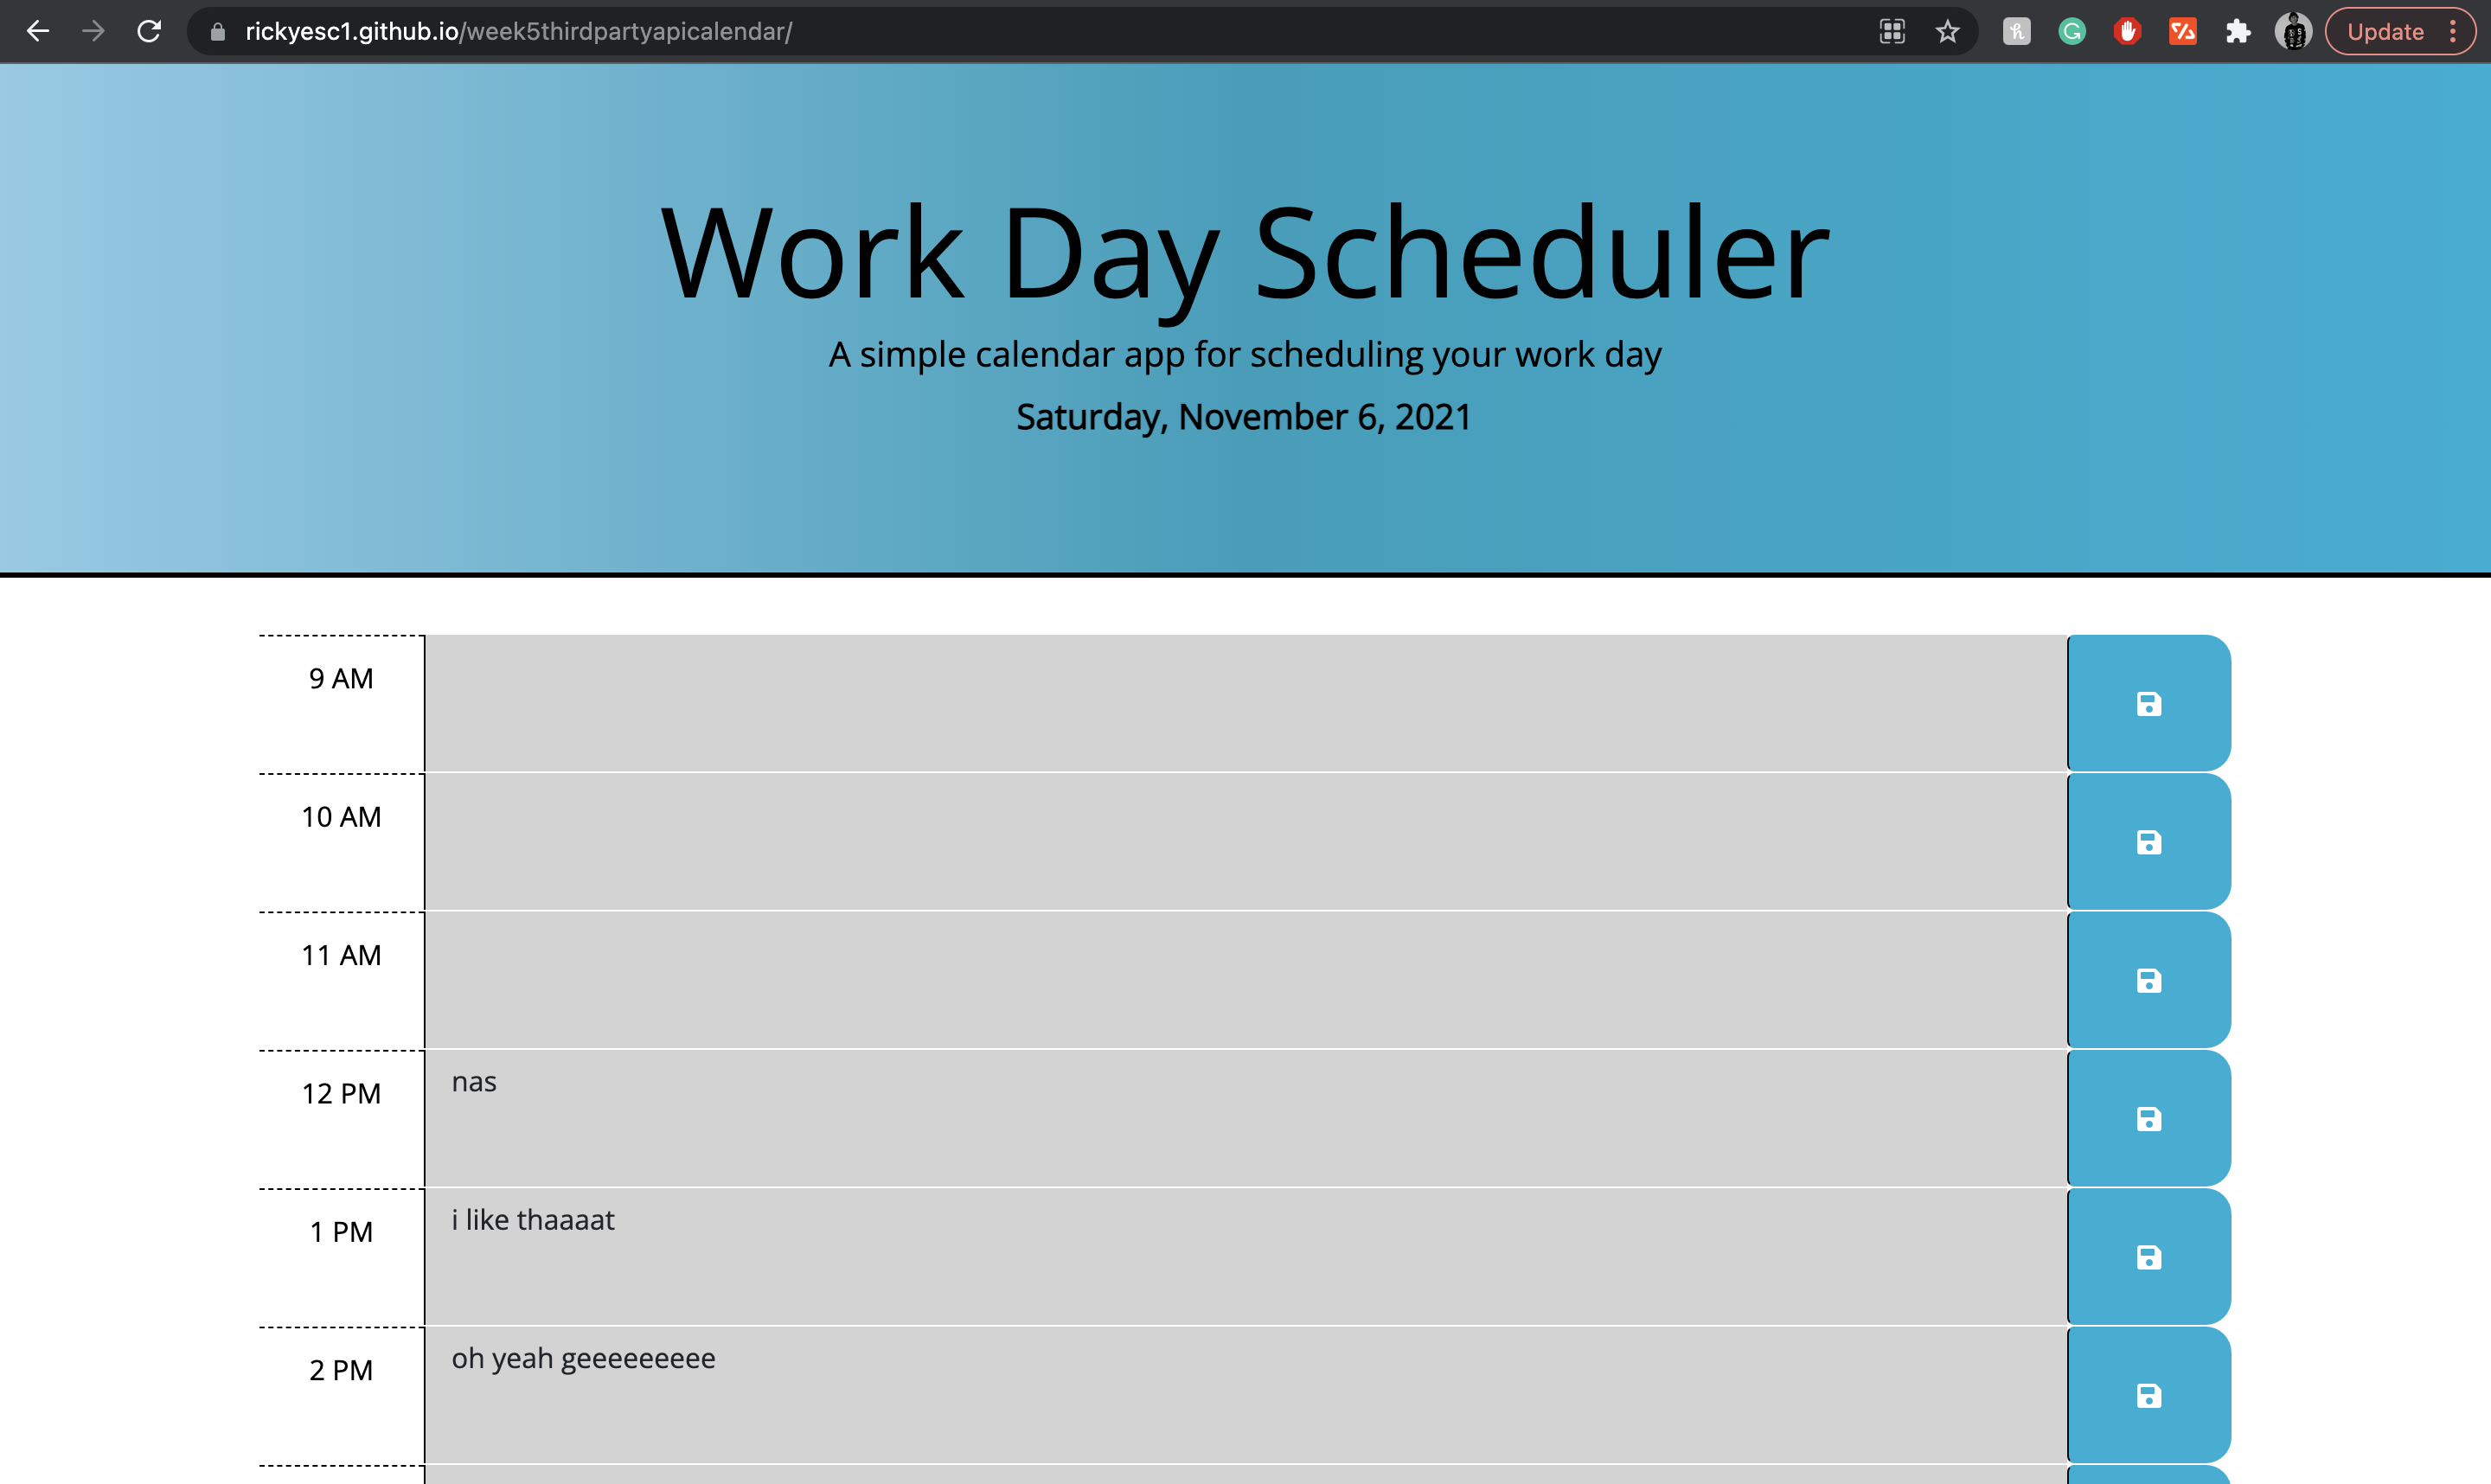 rickyesc1.github.io/week5thirdpartyapicalendar/
Update
Work Day Scheduler
A simple calendar app for scheduling your work day
Saturday, November 6, 2021
9 AM
10 AM
11 AM
12 PM
nas
1 PM
i like thaaaat
2 PM
oh yeah geeeeeeeee